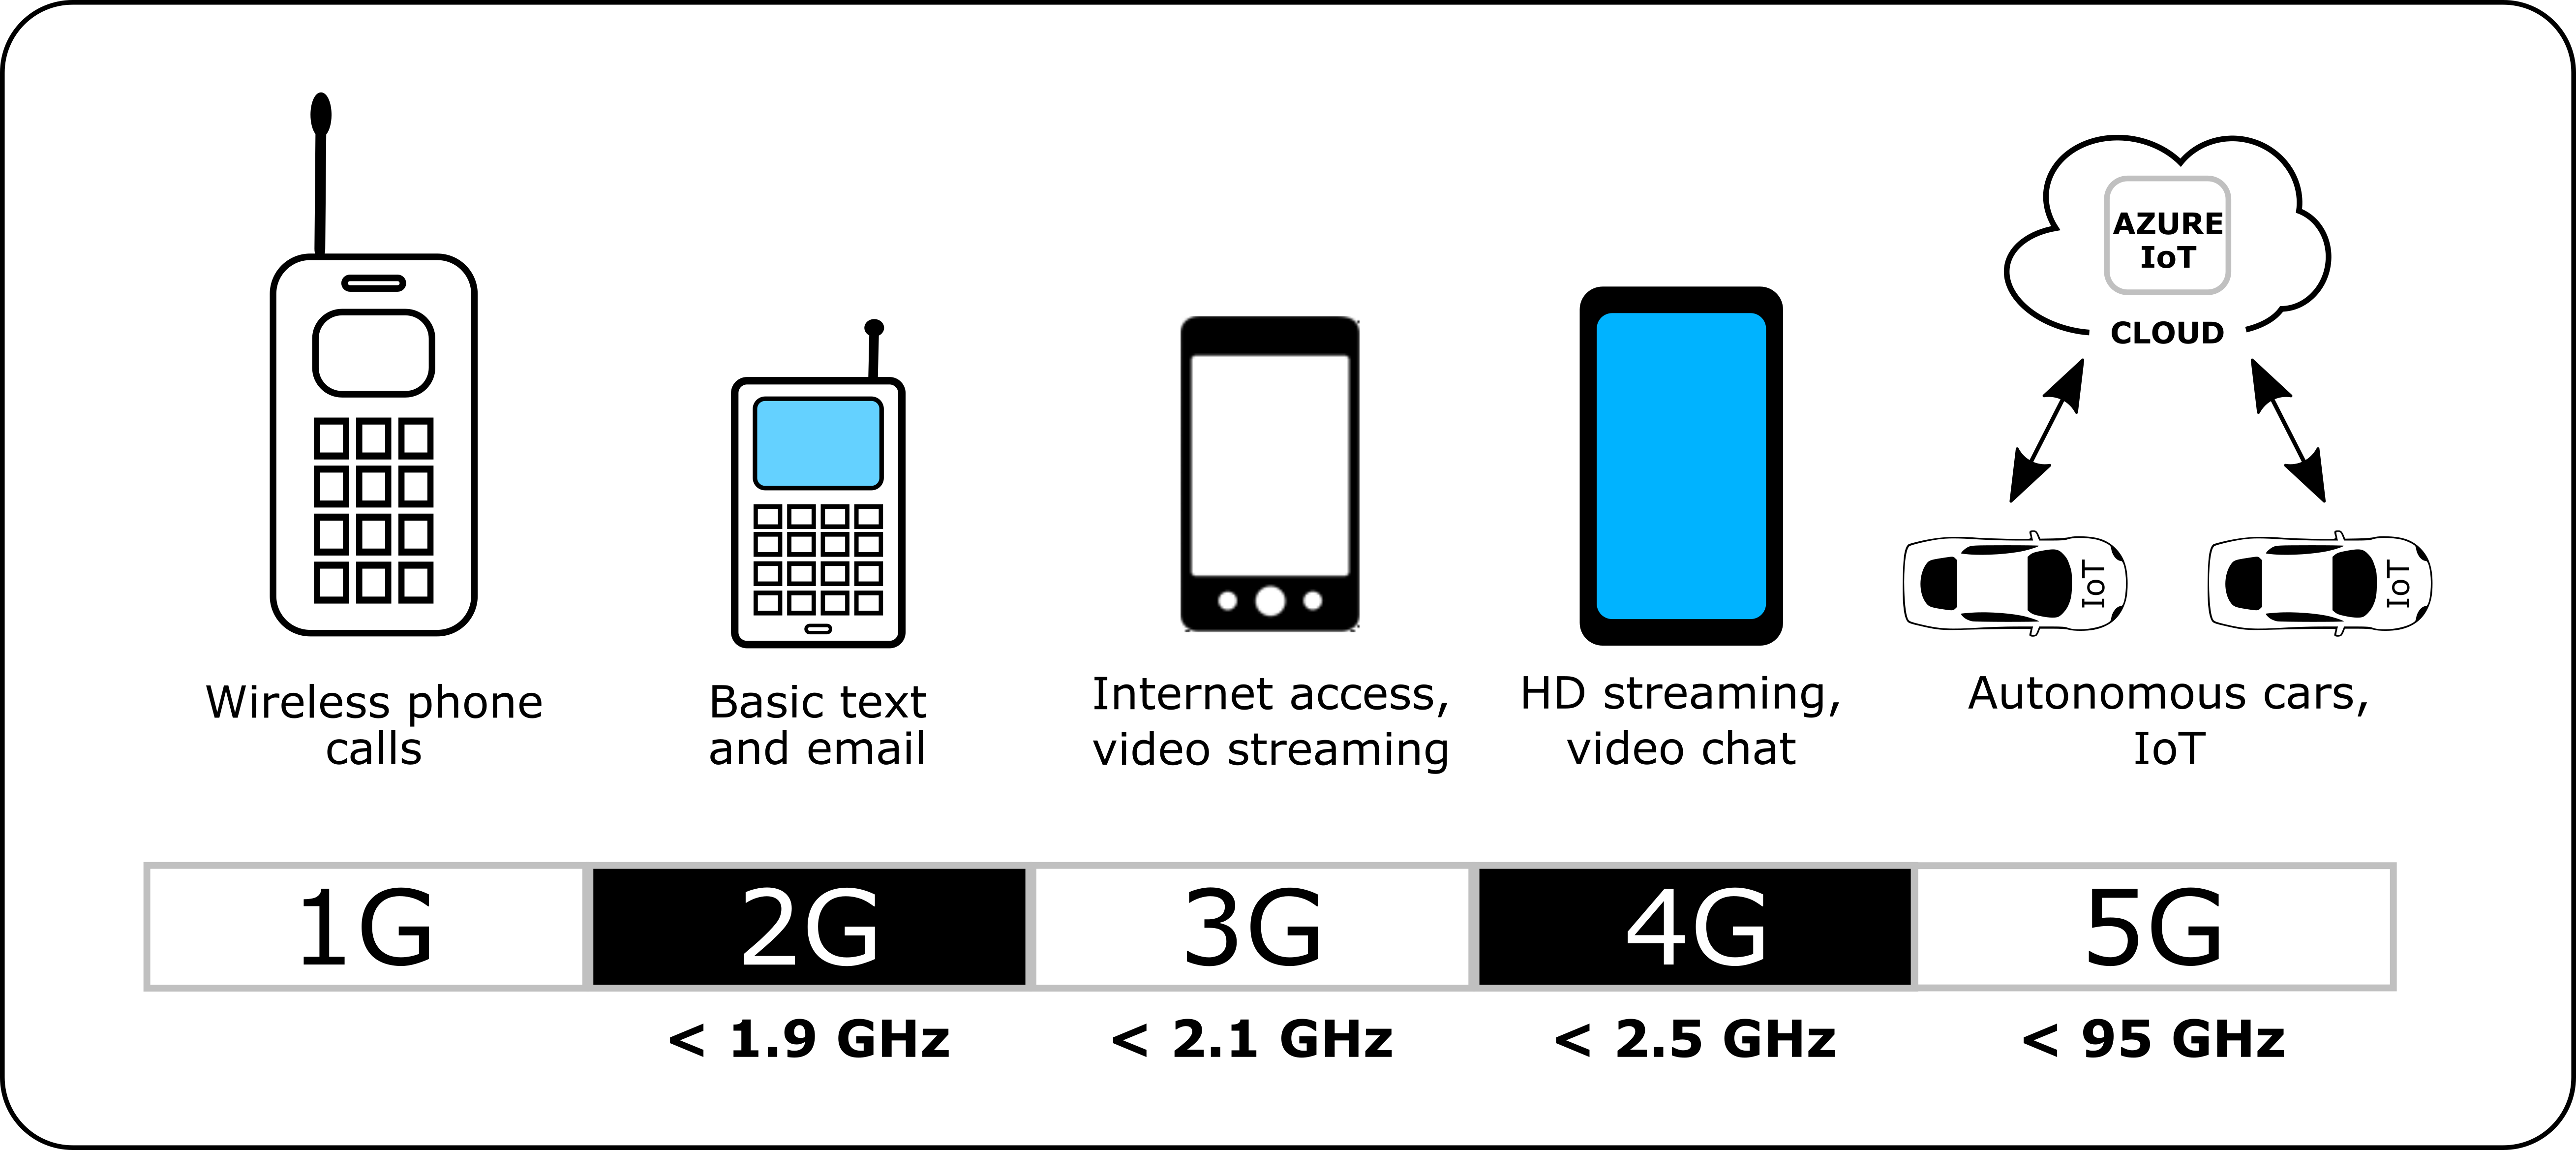 AZURE
IoT
CLOUD
IoT
IoT
Wireless phone
calls
Basic text
and email
Internet access,
video streaming
HD streaming,
video chat
Autonomous cars,
IoT
1G
2G
3G
4G
5G
< 1.9 GHz
< 2.1 GHz
< 2.5 GHz
< 95 GHz